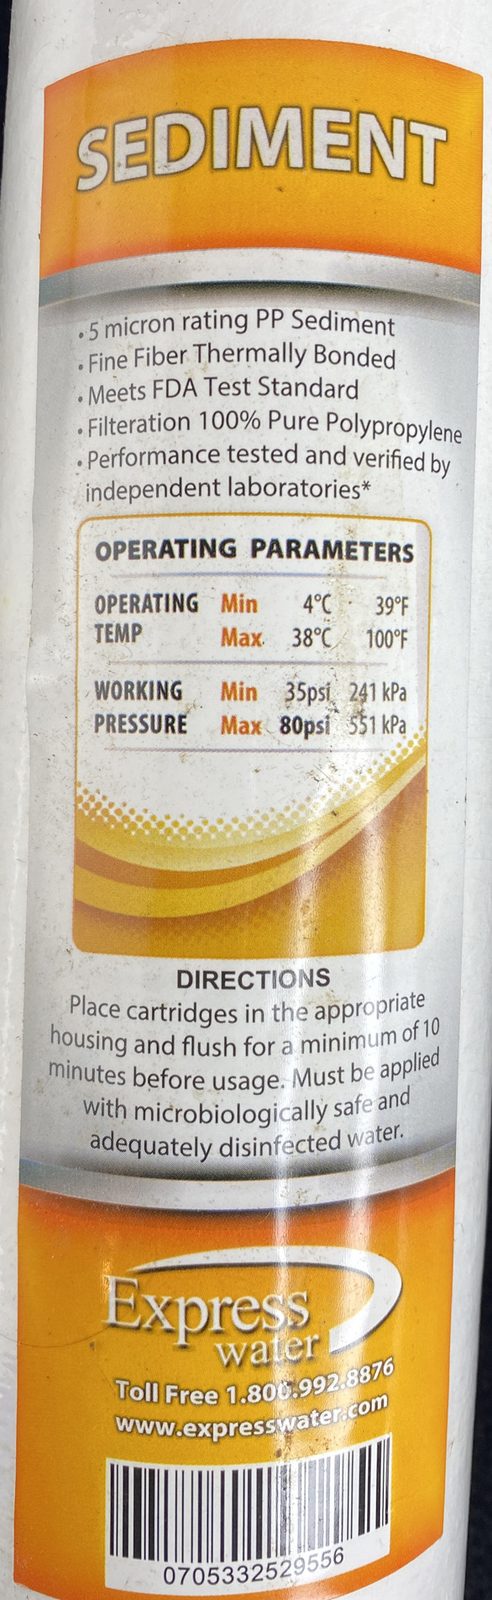 SEDIMENT
• 5 micron rating PP Sediment
• Fine Fiber Thermally Bonded
• Meets FDA Test Standard
• Filteration 100% Pure Polypropylene
• Performance tested and verified by
independent laboratories*
OPERATING PARAMETERS
OPERATING Min 4°C 39°F
TEMP Max 38°C 100°F
WORKING Min 35psi 241 kPa
PRESSURE Max 80psi 551 kPa
DIRECTIONS
Place cartridges in the appropriate
housing and flush for a minimum of 10
minutes before usage. Must be applied
with microbiologically safe and
adequately disinfected water.
Express
water
Toll Free 1.800.992.8876
www.expresswater.com
0705332529556